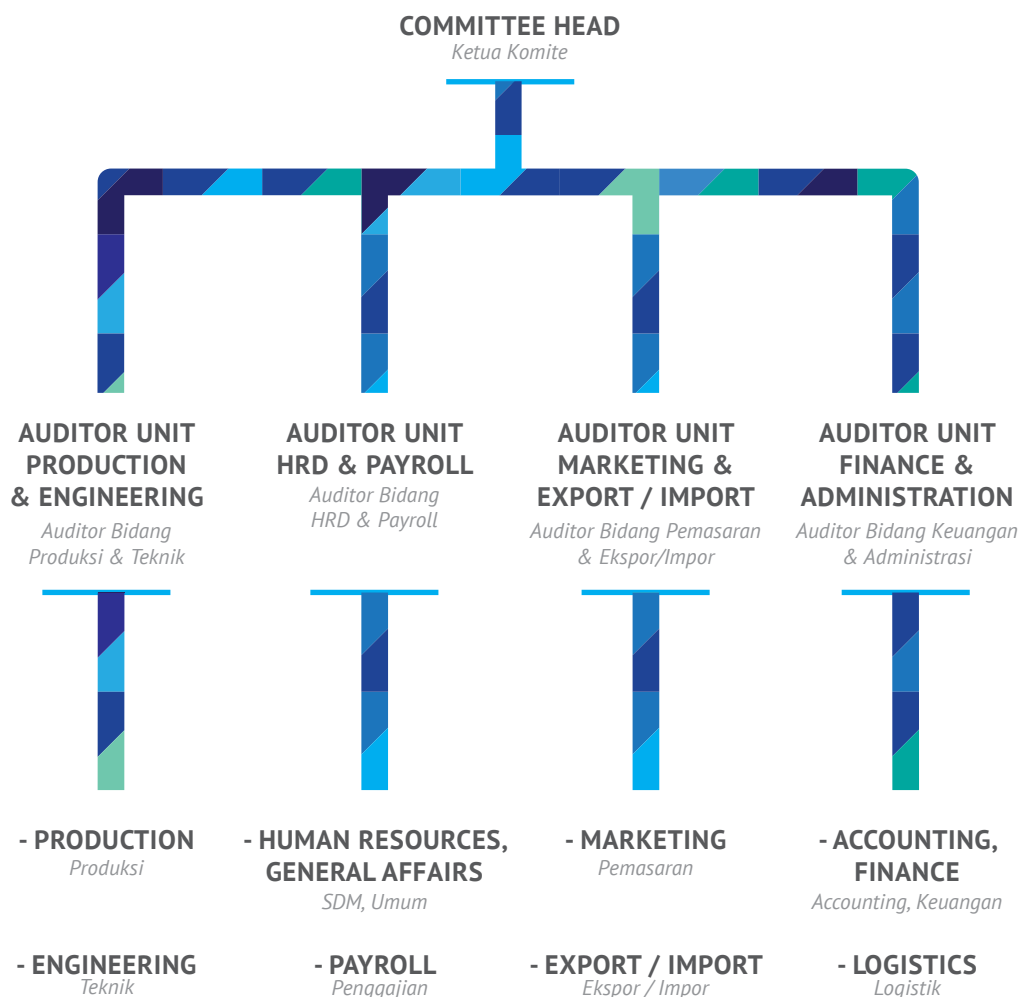 COMMITTEE HEAD
Ketua Komite
AUDITOR UNIT
PRODUCTION
& ENGINEERING
Auditor Bidang
Produksi & Teknik
AUDITOR UNIT
HRD & PAYROLL
Auditor Bidang
HRD & Payroll
AUDITOR UNIT
MARKETING &
EXPORT / IMPORT
Auditor Bidang Pemasaran
& Ekspor/Impor
AUDITOR UNIT
FINANCE &
ADMINISTRATION
Auditor Bidang Keuangan
& Administrasi
- PRODUCTION
Produksi
- ENGINEERING
Teknik
- HUMAN RESOURCES,
GENERAL AFFAIRS
SDM, Umum
- PAYROLL
Penggajian
- MARKETING
Pemasaran
- EXPORT / IMPORT
Ekspor / Impor
- ACCOUNTING,
FINANCE
Accounting, Keuangan
- LOGISTICS
Logistik